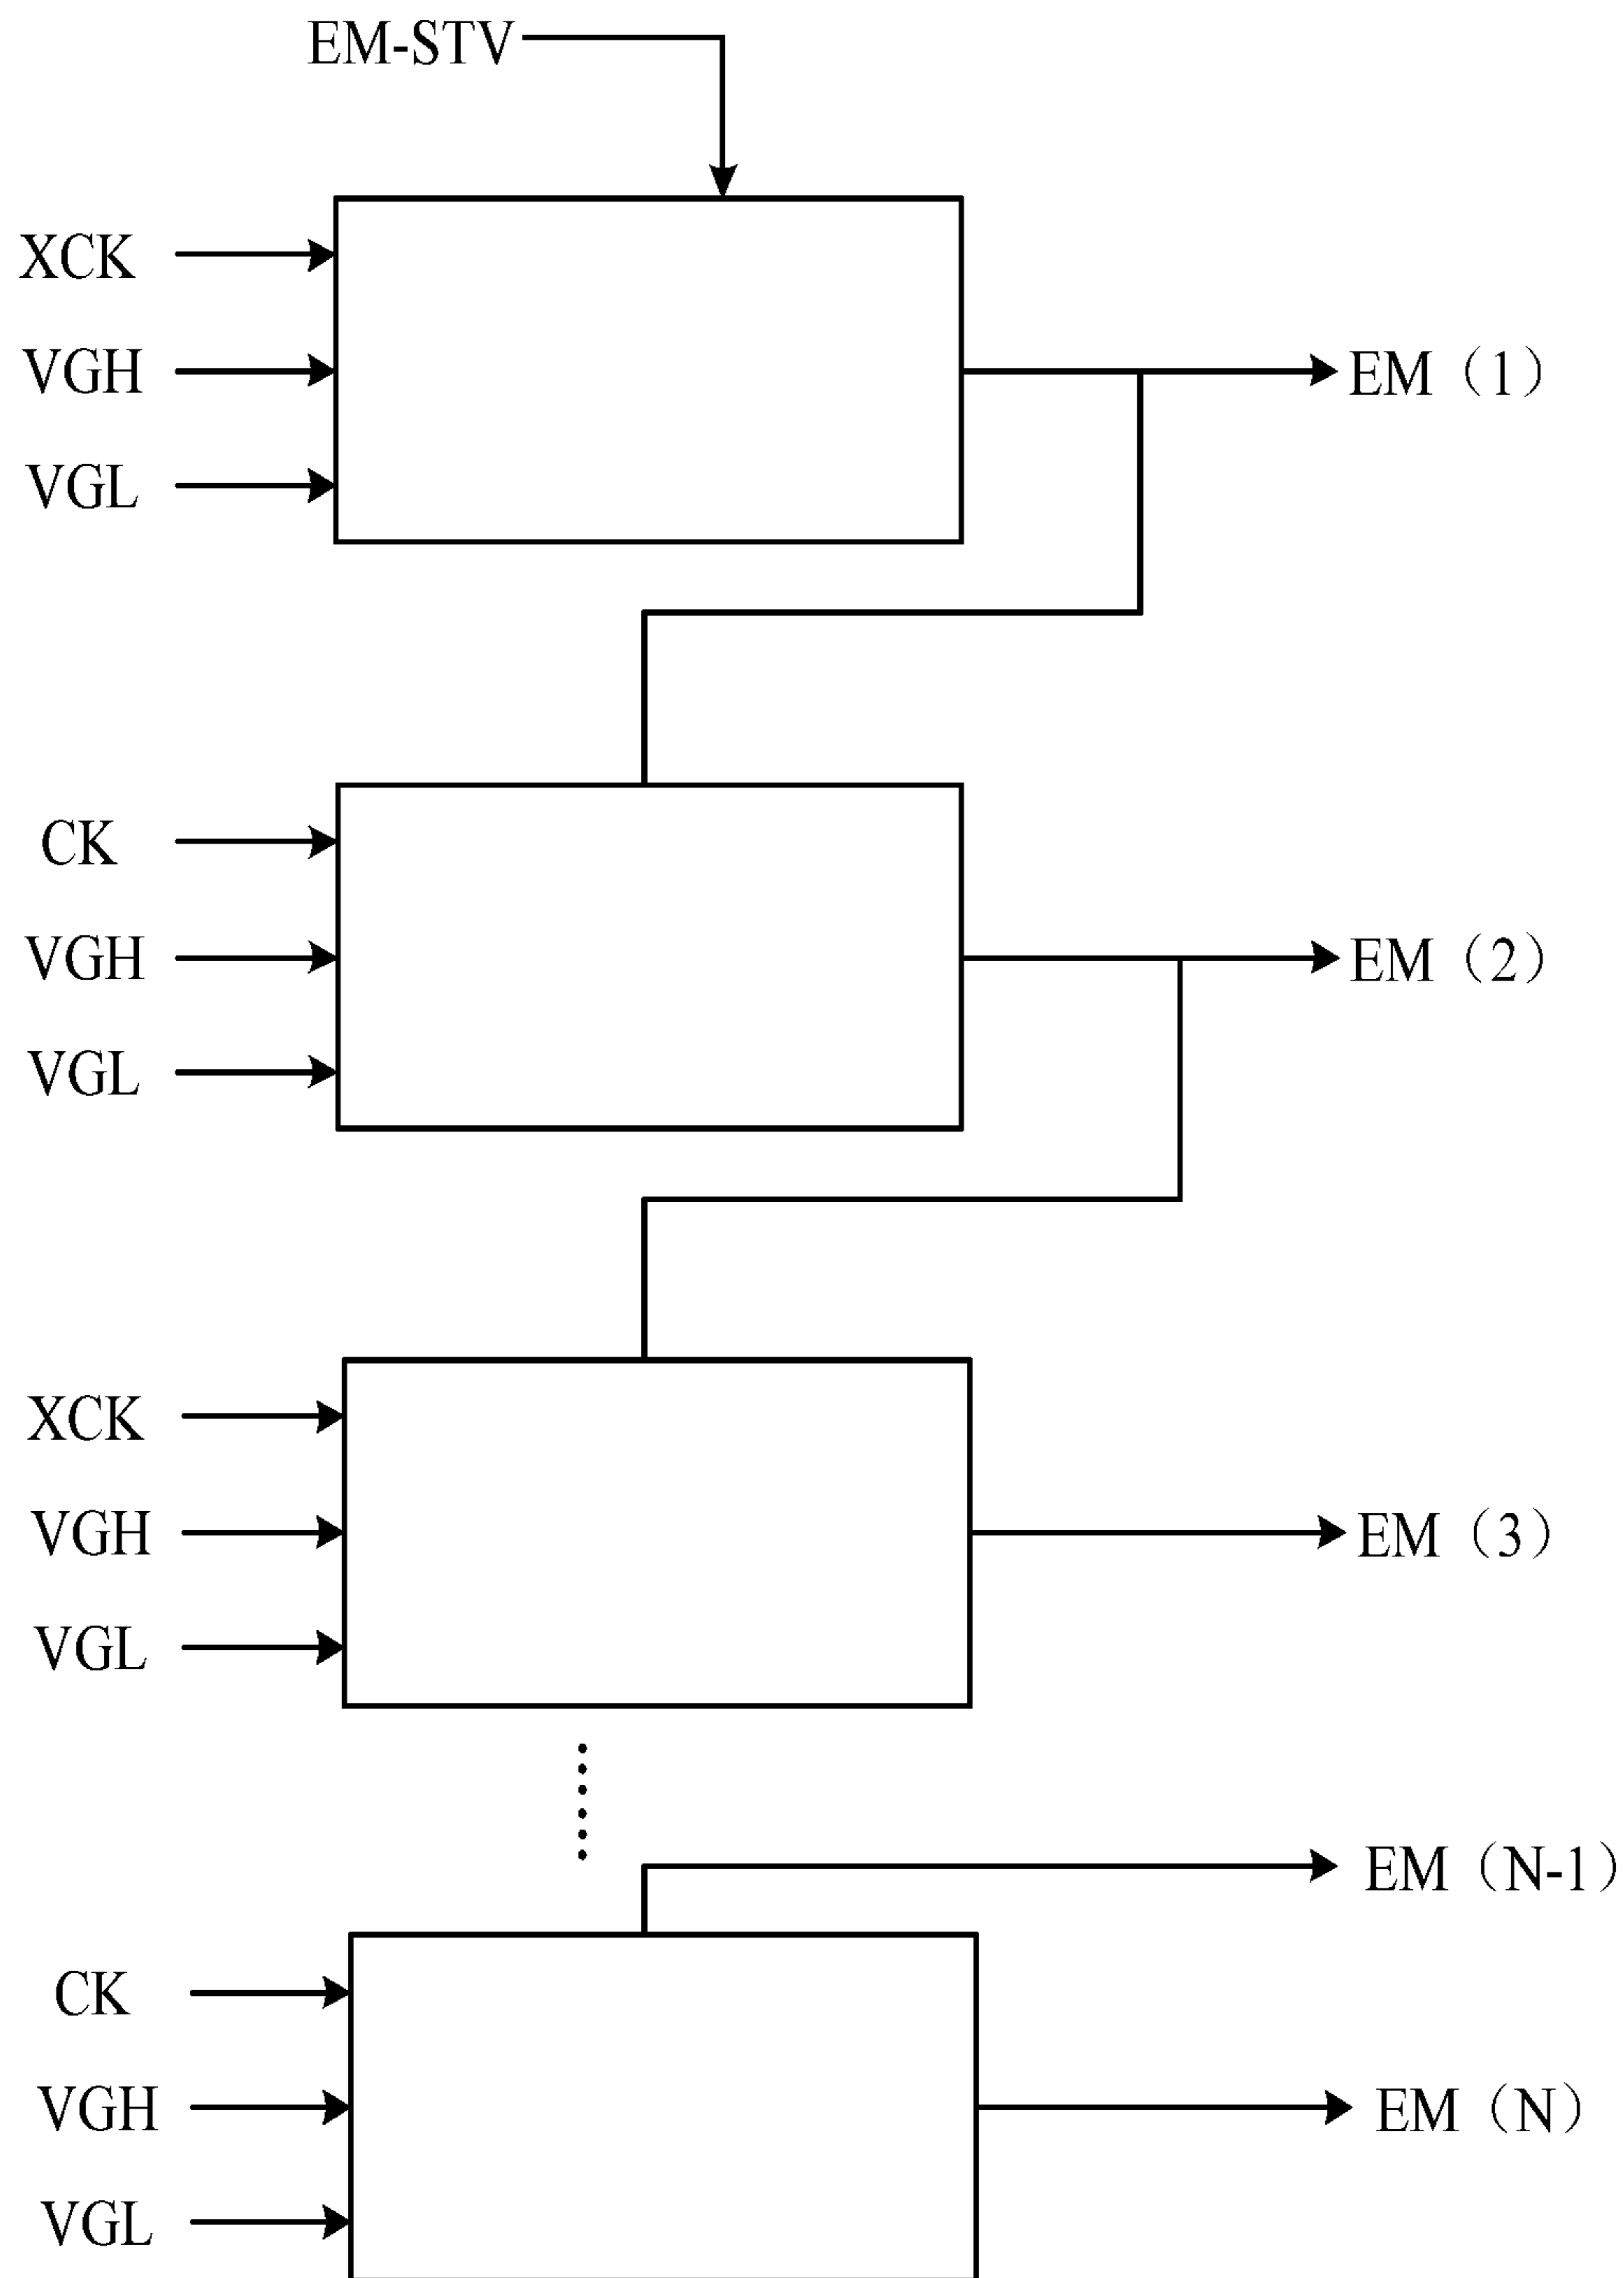 EM-STV
XCK
VGH
EM（1）
VGL
CK
VGH
EM（2）
VGL
XCK
VGH
EM（3）
VGL
EM（N-1）
CK
VGH
EM（N）
VGL